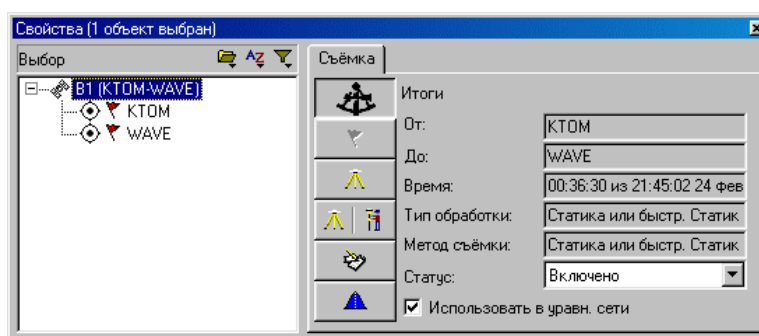 Свойства (1 объект выбран)
Выбор
B1 (KTOM-WAVE)
KTOM
WAVE
Съёмка
Итоги
От: KTOM
До: WAVE
Время: 00:36:30 из 21:45:02 24 фев
Тип обработки: Статика или быстр. Статик
Метод съёмки: Статика или быстр. Статик
Статус: Включено
Использовать в уравн. сети